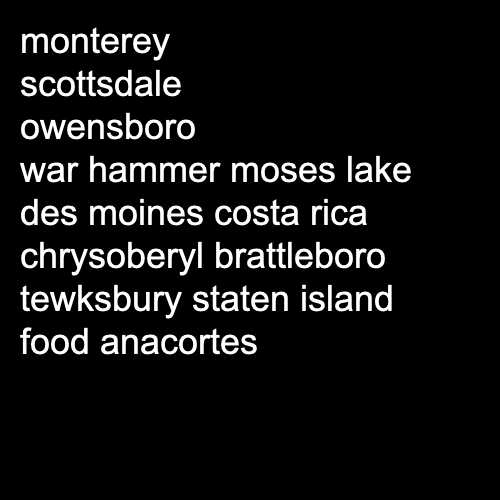 monterey
scottsdale
owensboro
war hammer moses lake
des moines costa rica
chrysoberyl brattleboro
tewksbury staten island
food anacortes